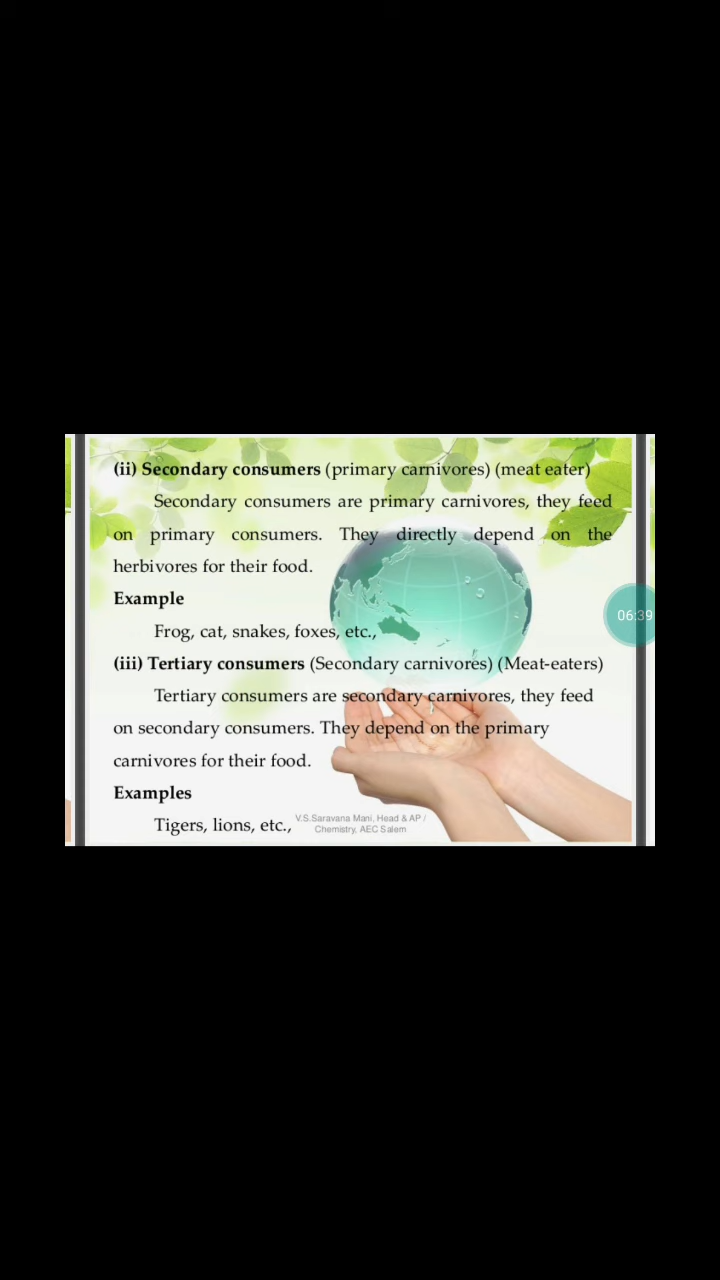 (ii) Secondary consumers (primary carnivores) (meat eater)
Secondary consumers are primary carnivores, they feed
on primary consumers. They directly depend on the
herbivores for their food.
Example
Frog, cat, snakes, foxes, etc.,
(iii) Tertiary consumers (Secondary carnivores) (Meat-eaters)
Tertiary consumers are secondary carnivores, they feed
on secondary consumers. They depend on the primary
carnivores for their food.
Examples
Tigers, lions, etc.,
V.S.Saravana Mani, Head & AP /
Chemistry, AEC Salem
06:39